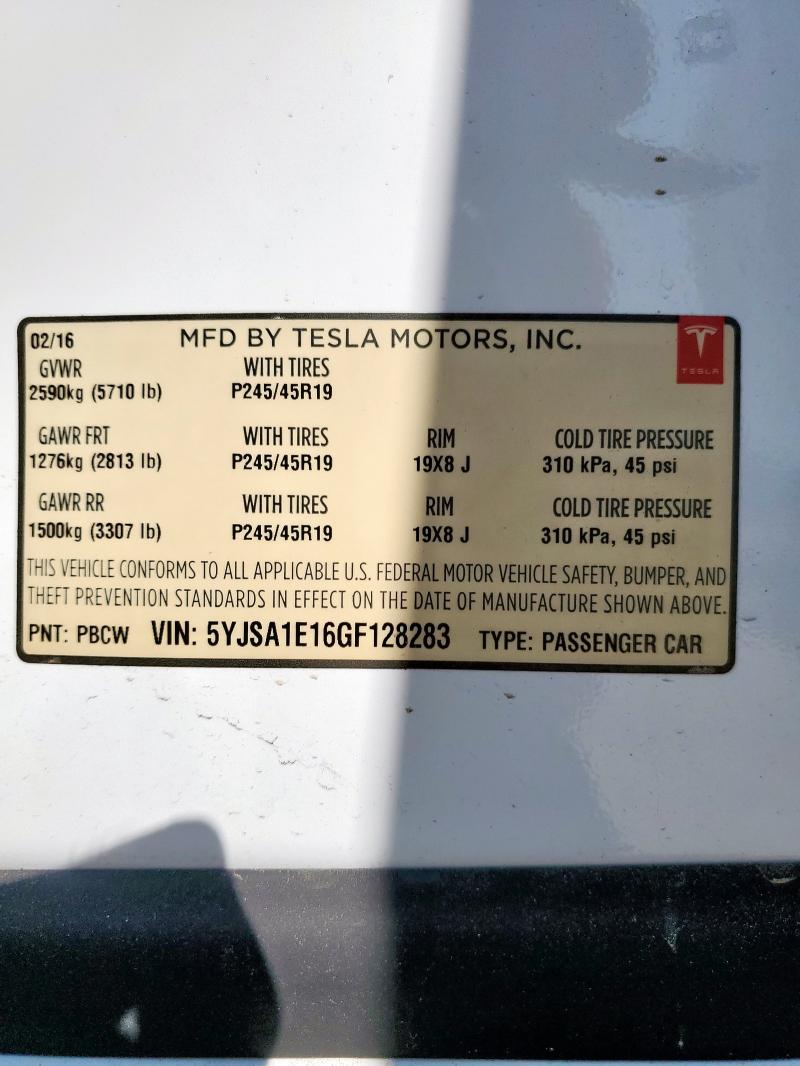 02/16 MFD BY TESLA MOTORS, INC.
TESLA
GVWR WITH TIRES
2590kg (5710 lb) P245/45R19
GAWR FRT WITH TIRES RIM COLD TIRE PRESSURE
1276kg (2813 lb) P245/45R19 19X8 J 310 kPa, 45 psi
GAWR RR WITH TIRES RIM COLD TIRE PRESSURE
1500kg (3307 lb) P245/45R19 19X8 J 310 kPa, 45 psi
THIS VEHICLE CONFORMS TO ALL APPLICABLE U.S. FEDERAL MOTOR VEHICLE SAFETY, BUMPER, AND
THEFT PREVENTION STANDARDS IN EFFECT ON THE DATE OF MANUFACTURE SHOWN ABOVE.
PNT: PBCW VIN: 5YJSA1E16GF128283 TYPE: PASSENGER CAR